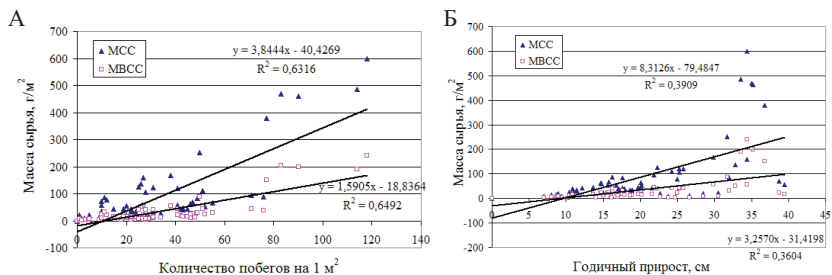 А
Масса сырья, г/м²
700
600
500
400
300
200
100
0
-100
МСС
МВСС
y = 3,8444x - 40,4269
R² = 0,6316
1,5905x - 18,8364
R² = 0,6492
0 20 40 60 80 100 120 140
Количество побегов на 1 м²
Б
Масса сырья, г/м²
700
600
500
400
300
200
100
0
-100
-200
МСС
МВСС
y = 8,3126x - 79,4847
R² = 0,3909
0 5 10 15 20 25 30 35 40 45
3,2570x - 31,4198
R² = 0,3604
Годичный прирост, см